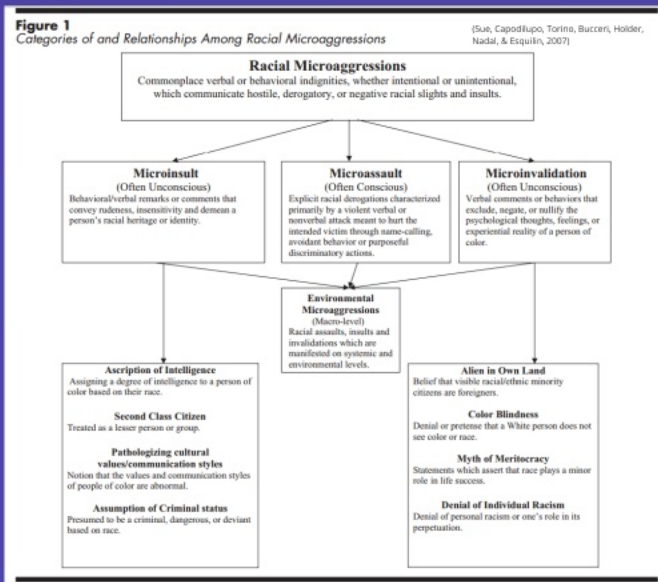 Figure 1
Categories of and Relationships Among Racial Microaggressions
(Sue, Capodilupo, Torino, Bucceri, Holder,
Nadal, & Esquilin, 2007)
Racial Microaggressions
Commonplace verbal or behavioral indignities, whether intentional or unintentional,
which communicate hostile, derogatory, or negative racial slights and insults.
Microinsult
(Often Unconscious)
Behavioral/verbal remarks or comments that
convey rudeness, insensitivity and demean a
person's racial heritage or identity.
Microassault
(Often Conscious)
Explicit racial derogations characterized
primarily by a violent verbal or
nonverbal attack meant to hurt the
intended victim through name-calling,
avoidant behavior or purposeful
discriminatory actions.
Microinvalidation
(Often Unconscious)
Verbal comments or behaviors that
exclude, negate, or nullify the
psychological thoughts, feelings, or
experiential reality of a person of
color.
Environmental
Microaggressions
(Macro-level)
Racial assaults, insults and
invalidations which are
manifested on systemic and
environmental levels.
Ascription of Intelligence
Assigning a degree of intelligence to a person of
color based on their race.
Second Class Citizen
Treated as a lesser person or group.
Pathologizing cultural
values/communication styles
Notion that the values and communication styles
of people of color are abnormal.
Assumption of Criminal status
Presumed to be a criminal, dangerous, or deviant
based on race.
Alien in Own Land
Belief that visible racial/ethnic minority
citizens are foreigners.
Color Blindness
Denial or pretense that a White person does not
see color or race.
Myth of Meritocracy
Statements which assert that race plays a minor
role in life success.
Denial of Individual Racism
Denial of personal racism or one's role in its
perpetuation.